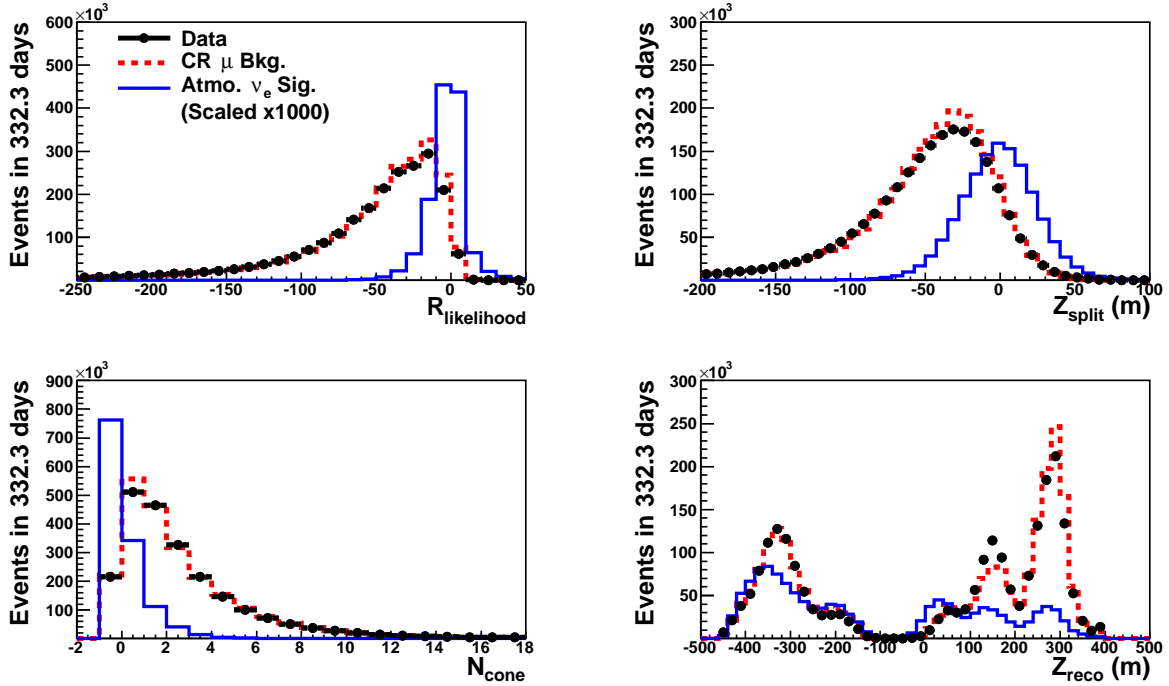 ×10³
Events in 332.3 days
600
500
400
300
200
100
Data
CR μ Bkg.
Atmo. νₑ Sig.
(Scaled x1000)
-250 -200 -150 -100 -50 0 50
R_likelihood
×10³
Events in 332.3 days
300
250
200
150
100
50
-200 -150 -100 -50 0 50 100
Z_split (m)
×10³
Events in 332.3 days
900
800
700
600
500
400
300
200
100
-2 0 2 4 6 8 10 12 14 16 18
N_cone
×10³
Events in 332.3 days
300
250
200
150
100
50
-500 -400 -300 -200 -100 0 100 200 300 400 500
Z_reco (m)